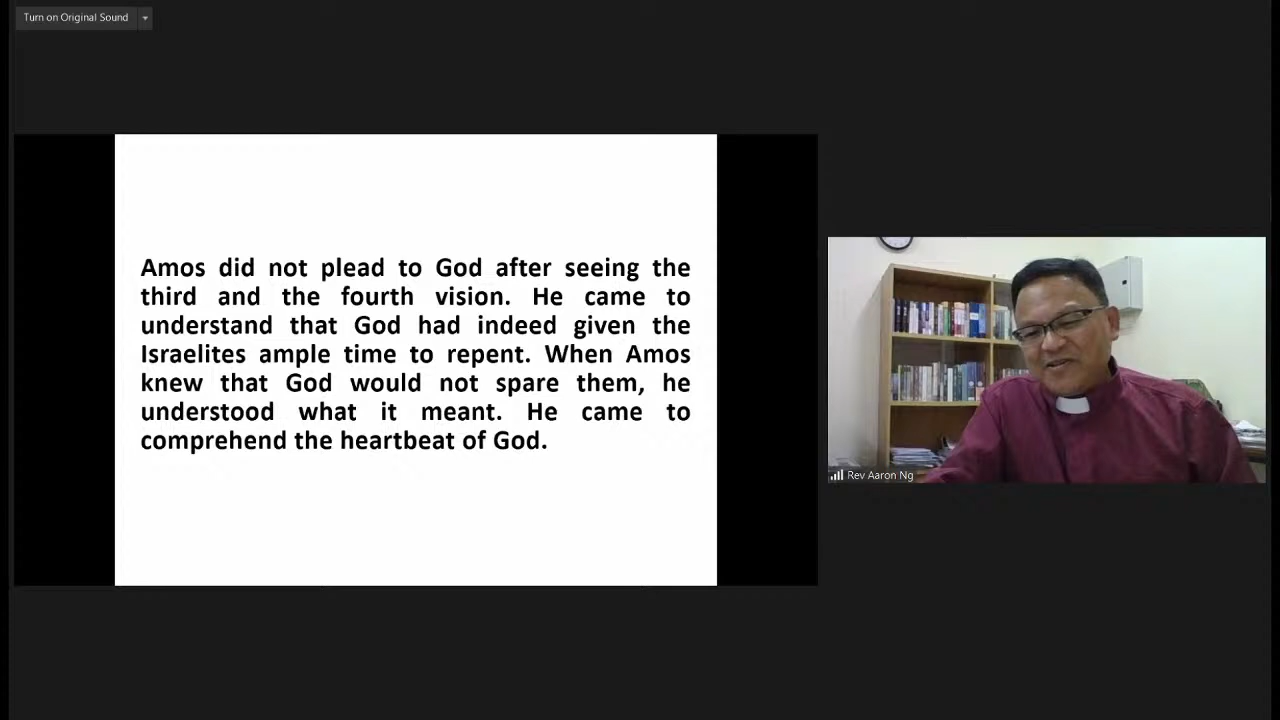 Turn on Original Sound
Amos did not plead to God after seeing the
third and the fourth vision. He came to
understand that God had indeed given the
Israelites ample time to repent. When Amos
knew that God would not spare them, he
understood what it meant. He came to
comprehend the heartbeat of God.
Rev Aaron Ng